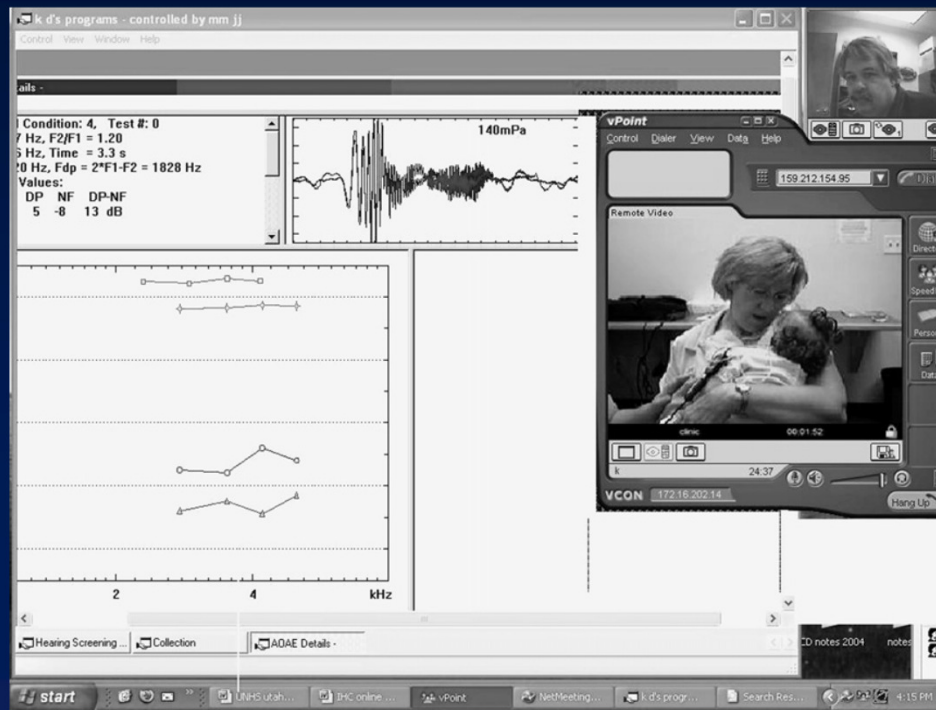 k d's programs - controlled by mm jj
Control View Window Help
ails -
Condition: 4, Test #: 0
7 Hz, F2/F1 = 1.20
Hz, Time = 3.3 s
20 Hz, Fdp = 2*F1-F2 = 1828 Hz
Values:
DP NF DP-NF
5 -8 13 dB
140mPa
2 4 kHz
Hearing Screening ...
Collection
AOAE Details -
vPoint
Control Dialer View Data Help
159.212.154.95
Remote Video
clinic 00:01:52
k 24:37
VCON 172.16.202.14
Hang Up
Direct
Speed
Person
Data
CD notes 2004 notes
start
UNHS utah...
IHC online ...
vPoint
NetMeeting...
k d's progr...
Search Res...
4:15 PM